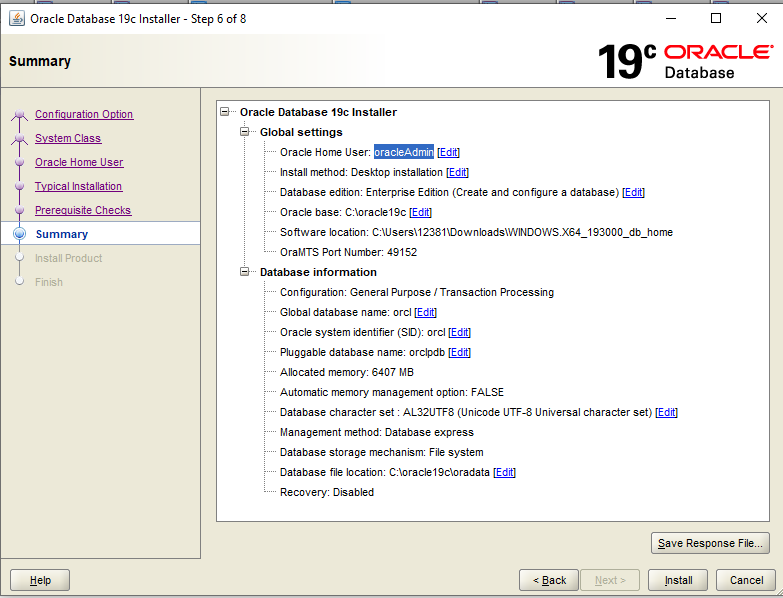 Oracle Database 19c Installer - Step 6 of 8
Summary
19c ORACLE
Database
Configuration Option
System Class
Oracle Home User
Typical Installation
Prerequisite Checks
Summary
Install Product
Finish
Oracle Database 19c Installer
Global settings
Oracle Home User: oracleAdmin [Edit]
Install method: Desktop installation [Edit]
Database edition: Enterprise Edition (Create and configure a database) [Edit]
Oracle base: C:\oracle19c [Edit]
Software location: C:\Users\12381\Downloads\WINDOWS.X64_193000_db_home
OraMTS Port Number: 49152
Database information
Configuration: General Purpose / Transaction Processing
Global database name: orcl [Edit]
Oracle system identifier (SID): orcl [Edit]
Pluggable database name: orclpdb [Edit]
Allocated memory: 6407 MB
Automatic memory management option: FALSE
Database character set : AL32UTF8 (Unicode UTF-8 Universal character set) [Edit]
Management method: Database express
Database storage mechanism: File system
Database file location: C:\oracle19c\oradata [Edit]
Recovery: Disabled
Save Response File...
Help
< Back
Next >
Install
Cancel